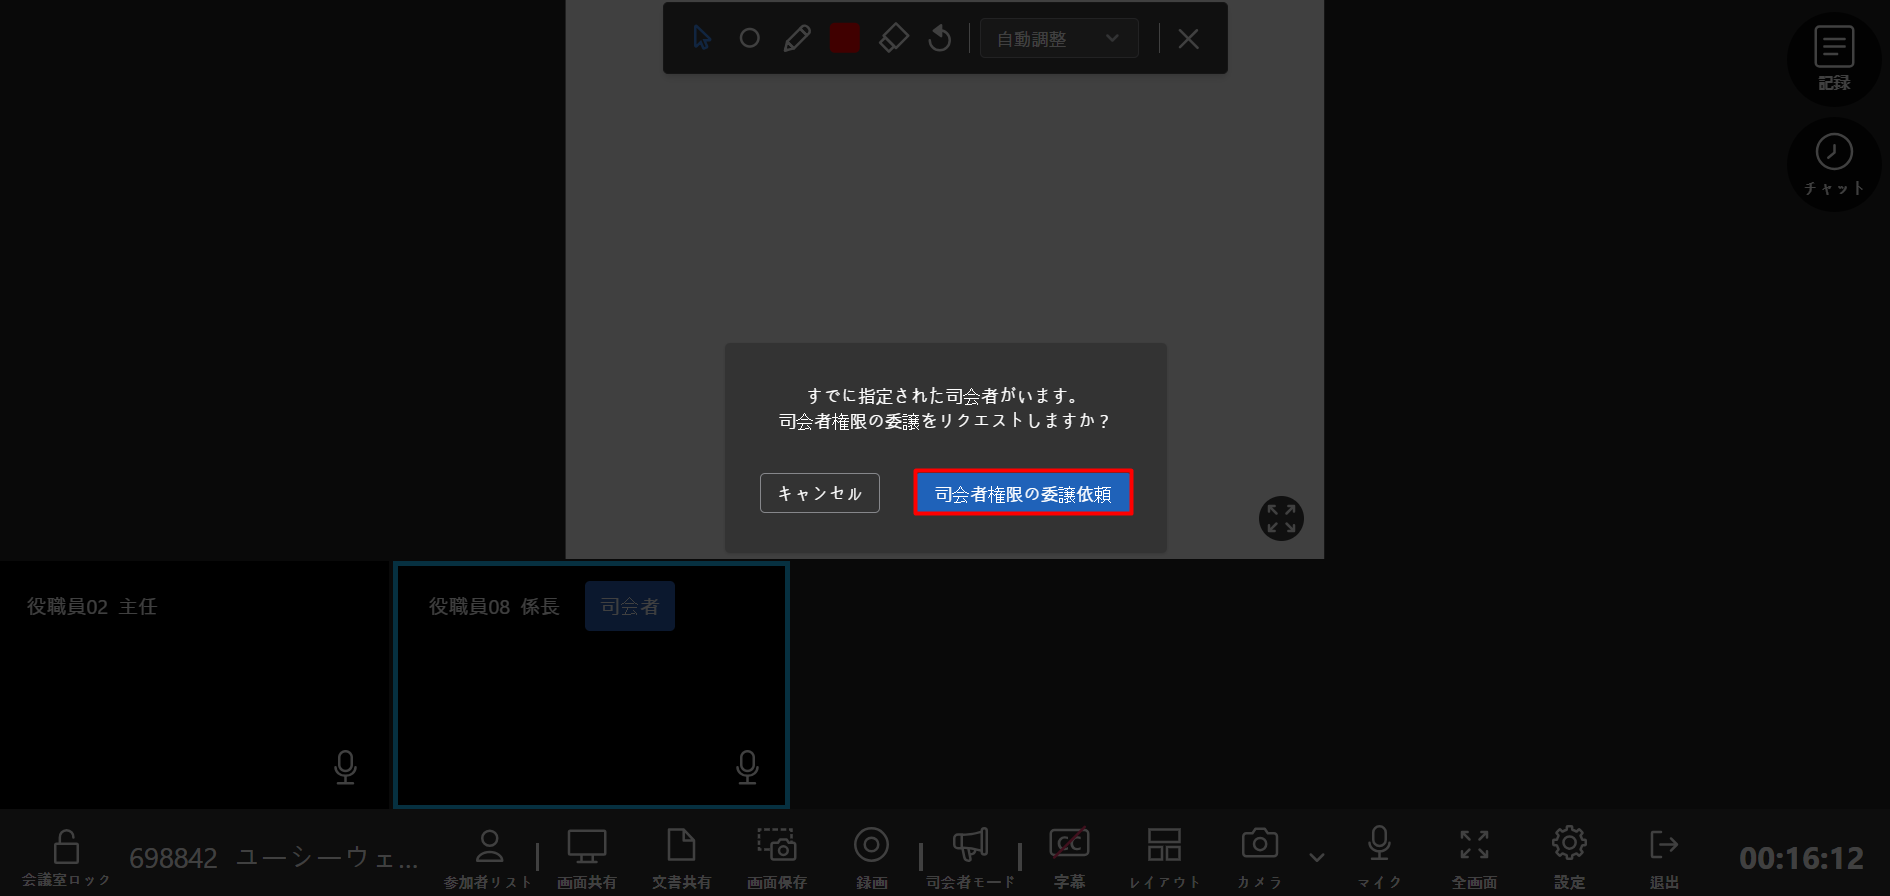 自動調整
記録
チャット
すでに指定された司会者がいます。
司会者権限の委譲をリクエストしますか？
キャンセル
司会者権限の委譲依頼
役職員02 主任
役職員08 係長
司会者
会議室ロック
698842 ユーシーウェ...
参加者リスト
画面共有
文書共有
画面保存
録画
司会者モード
CC
字幕
レイアウト
カメラ
マイク
全画面
設定
退出
00:16:12